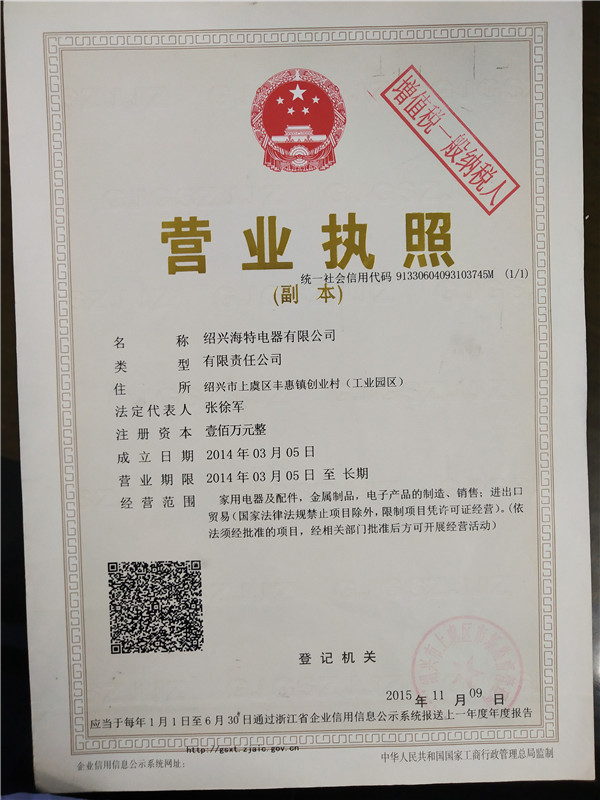 增值税一般纳税人
营业执照
统一社会信用代码 91330604093103745M (1/1)
(副 本)
名 称 绍兴海特电器有限公司
类 型 有限责任公司
住 所 绍兴市上虞区丰惠镇创业村（工业园区）
法定代表人 张徐军
注册资本 壹佰万元整
成立日期 2014年03月05日
营业期限 2014年03月05日 至 长期
经营范围 家用电器及配件，金属制品，电子产品的制造、销售；进出口
贸易(国家法律法规禁止项目除外，限制项目凭许可证经营)。(依
法须经批准的项目，经相关部门批准后方可开展经营活动)
登记机关
2015年11月09日
应当于每年1月1日至6月30日通过浙江省企业信用信息公示系统报送上一年度年度报告
http://gsxt.zjaic.gov.cn
企业信用信息公示系统网址：
中华人民共和国国家工商行政管理总局监制